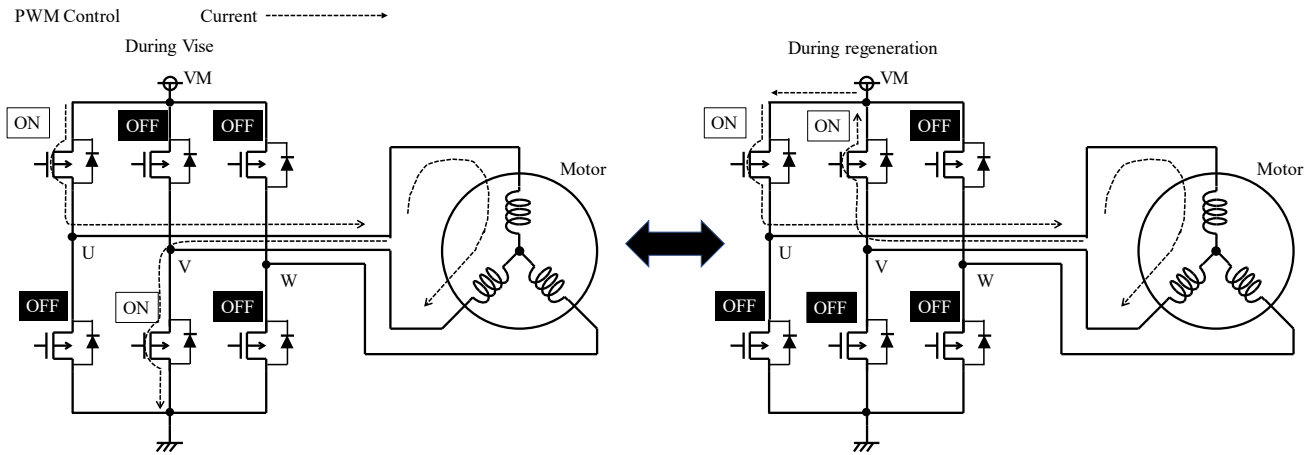 PWM Control
Current
During Vise
VM
ON
OFF
OFF
Motor
U
V
W
OFF
ON
OFF
During regeneration
VM
ON
ON
OFF
Motor
U
V
W
OFF
OFF
OFF